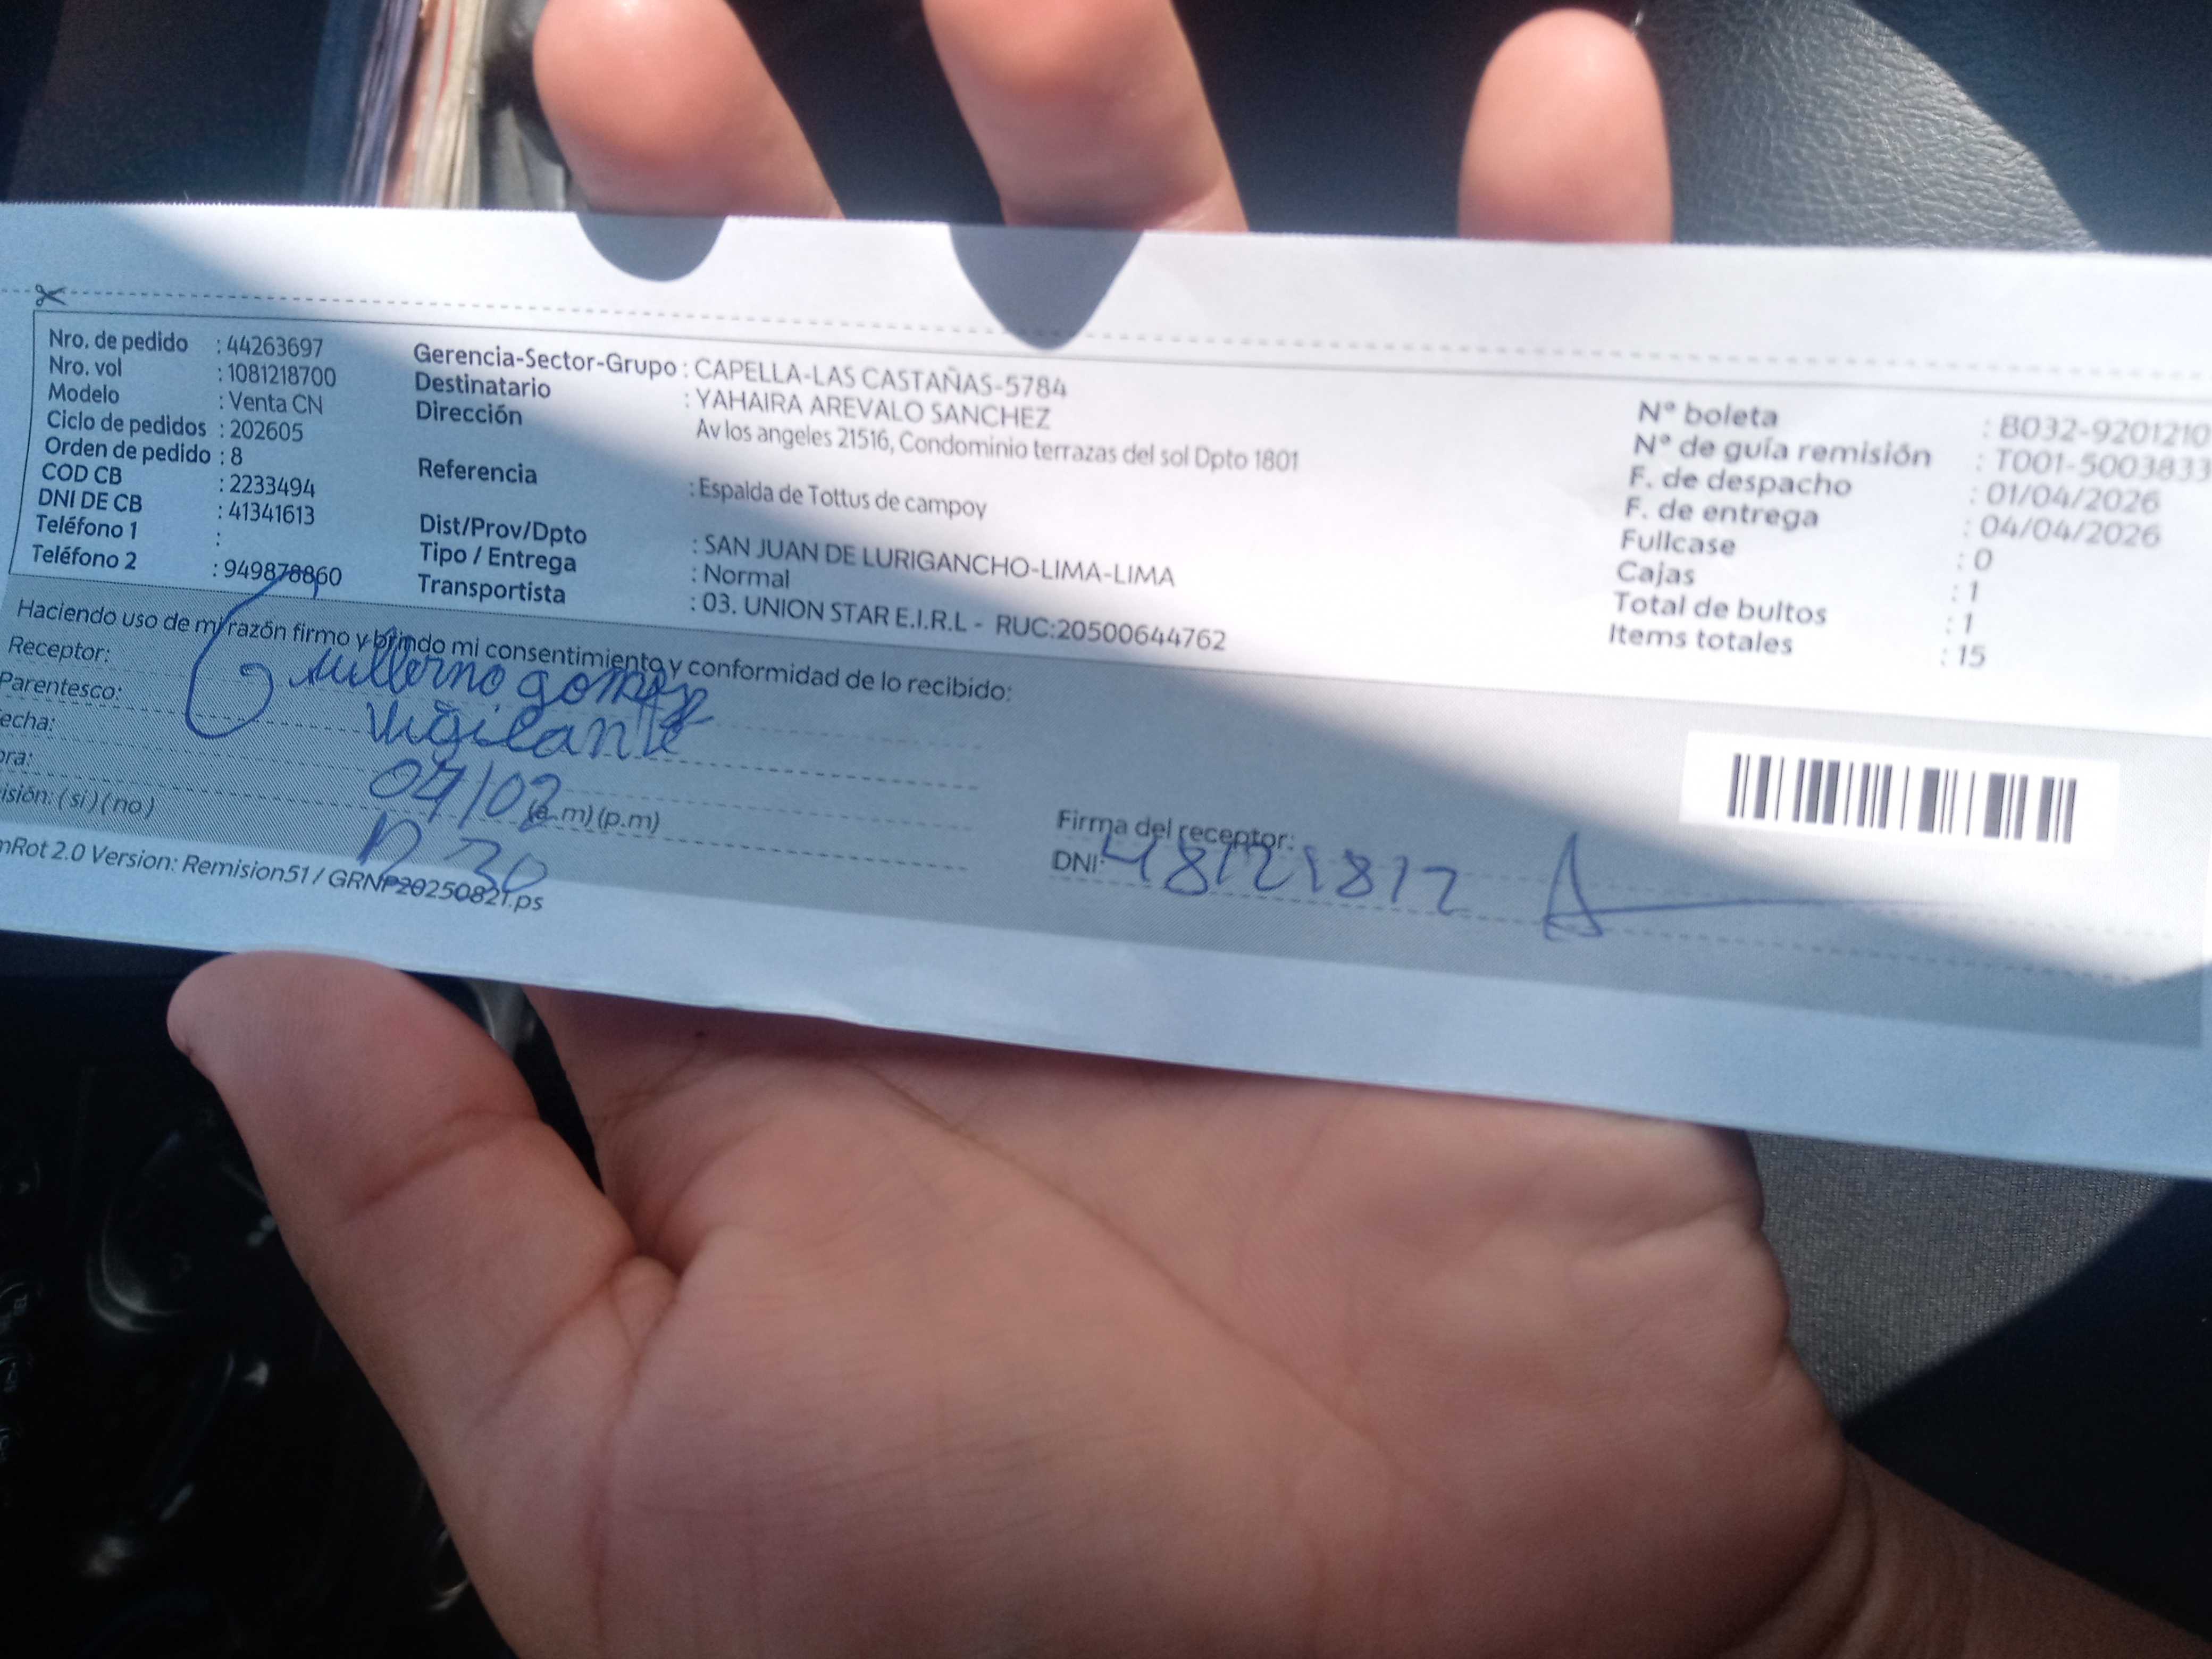 Nro. de pedido : 44263697
Nro. vol : 1081218700
Modelo : Venta CN
Ciclo de pedidos : 202605
Orden de pedido : 8
COD CB : 2233494
DNI DE CB : 41341613
Teléfono 1 :
Teléfono 2 : 949878860
Gerencia-Sector-Grupo : CAPELLA-LAS CASTAÑAS-5784
Destinatario : YAHAIRA AREVALO SANCHEZ
Dirección Av los angeles 21516, Condominio terrazas del sol Dpto 1801
Referencia : Espalda de Tottus de campoy
Dist/Prov/Dpto : SAN JUAN DE LURIGANCHO-LIMA-LIMA
Tipo / Entrega : Normal
Transportista : 03. UNION STAR E.I.R.L - RUC:20500644762
N° boleta : B032-9201210
N° de guía remisión : T001-5003833
F. de despacho : 01/04/2026
F. de entrega : 04/04/2026
Fullcase : 0
Cajas : 1
Total de bultos : 1
Items totales : 15
Haciendo uso de mi razón firmo y brindo mi consentimiento y conformidad de lo recibido:
Receptor: Guillermo gomez
Parentesco: vigilante
echa:
ora: (a.m) (p.m)
isión: ( si ) ( no )
Firma del receptor:
DNI: 48121812
mRot 2.0 Version: Remision51 / GRNP20250821.ps